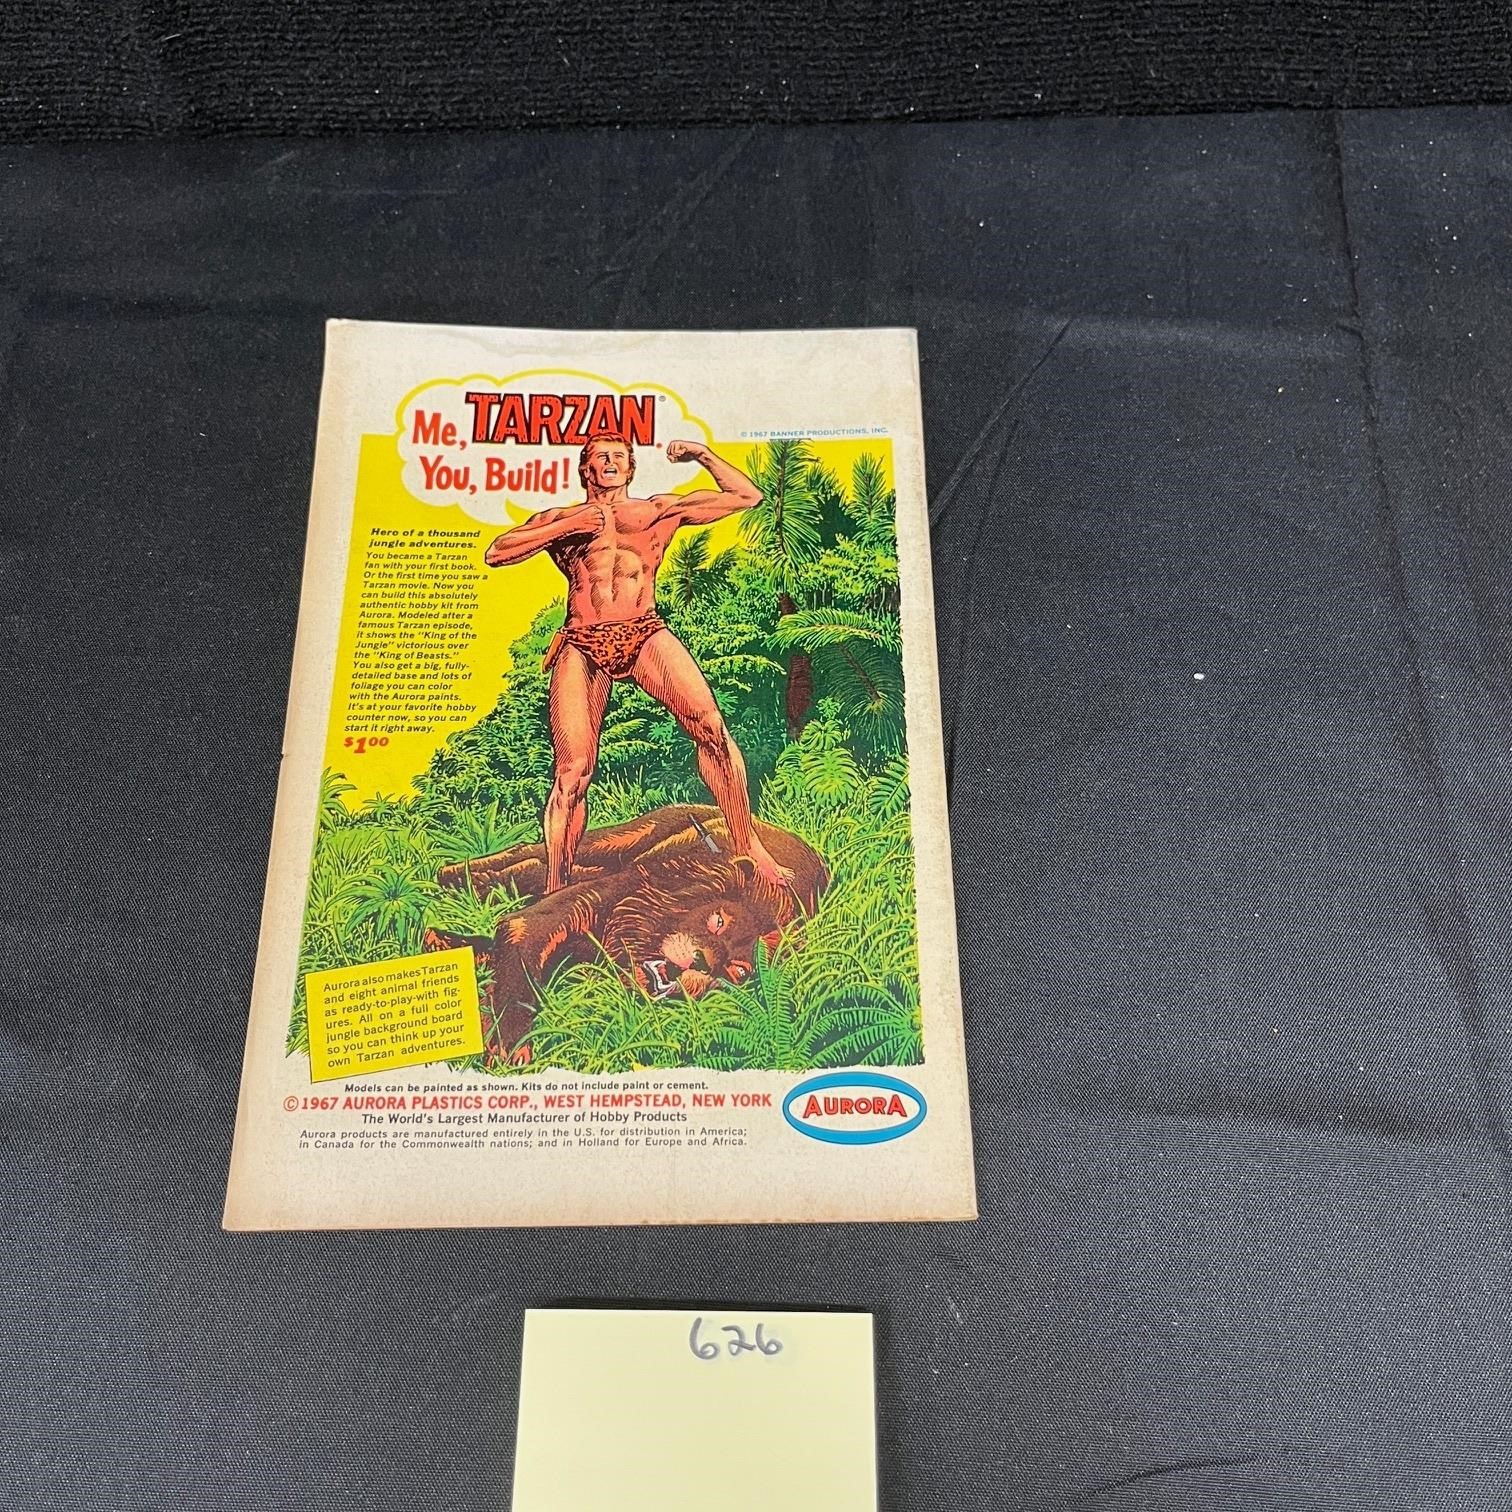 Me, TARZAN®.
You, Build!
© 1967 BANNER PRODUCTIONS, INC.
Hero of a thousand
jungle adventures.
You became a Tarzan
fan with your first book.
Or the first time you saw a
Tarzan movie. Now you
can build this absolutely
authentic hobby kit from
Aurora. Modeled after a
famous Tarzan episode,
it shows the "King of the
Jungle" victorious over
the "King of Beasts."
You also get a big, fully-
detailed base and lots of
foliage you can color
with the Aurora paints.
It's at your favorite hobby
counter now, so you can
start it right away.
$1.00
Aurora also makes Tarzan
and eight animal friends
as ready-to-play-with fig-
ures. All on a full color
jungle background board
so you can think up your
own Tarzan adventures.
Models can be painted as shown. Kits do not include paint or cement.
© 1967 AURORA PLASTICS CORP., WEST HEMPSTEAD, NEW YORK
The World's Largest Manufacturer of Hobby Products
Aurora products are manufactured entirely in the U.S. for distribution in America;
in Canada for the Commonwealth nations; and in Holland for Europe and Africa.
AURORA
626